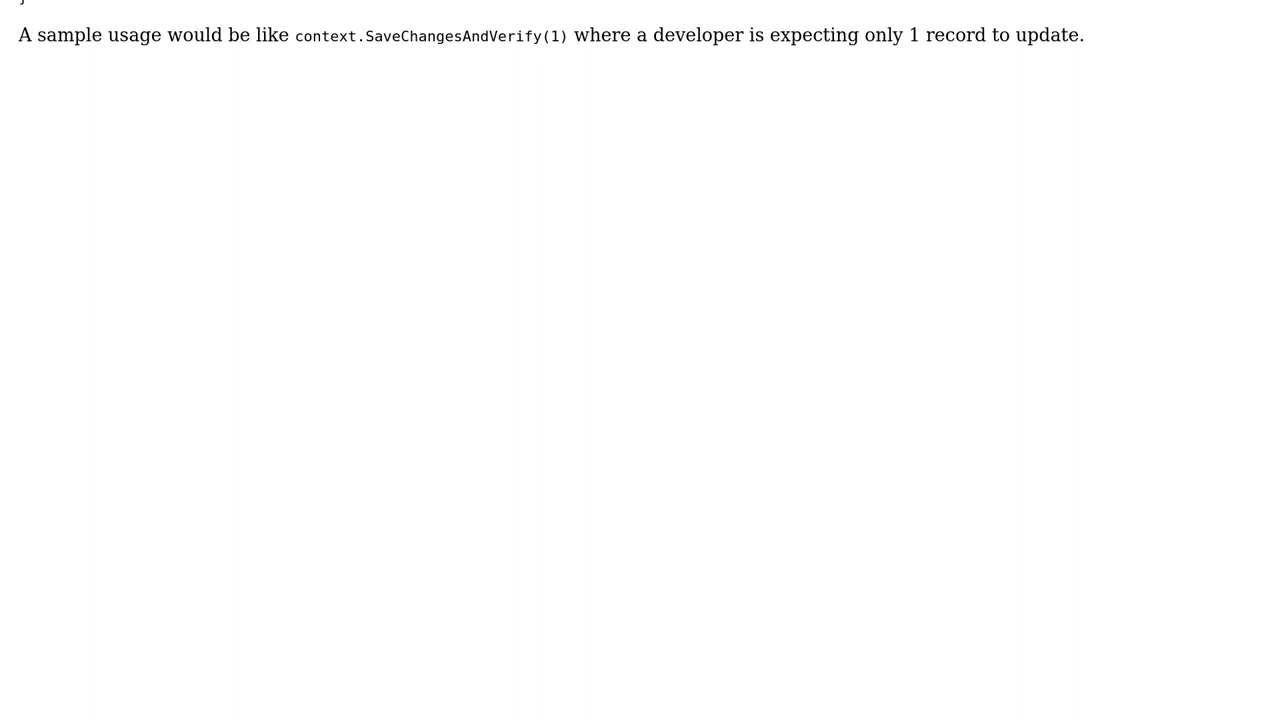 A sample usage would be like context.SaveChangesAndVerify(1) where a developer is expecting only 1 record to update.